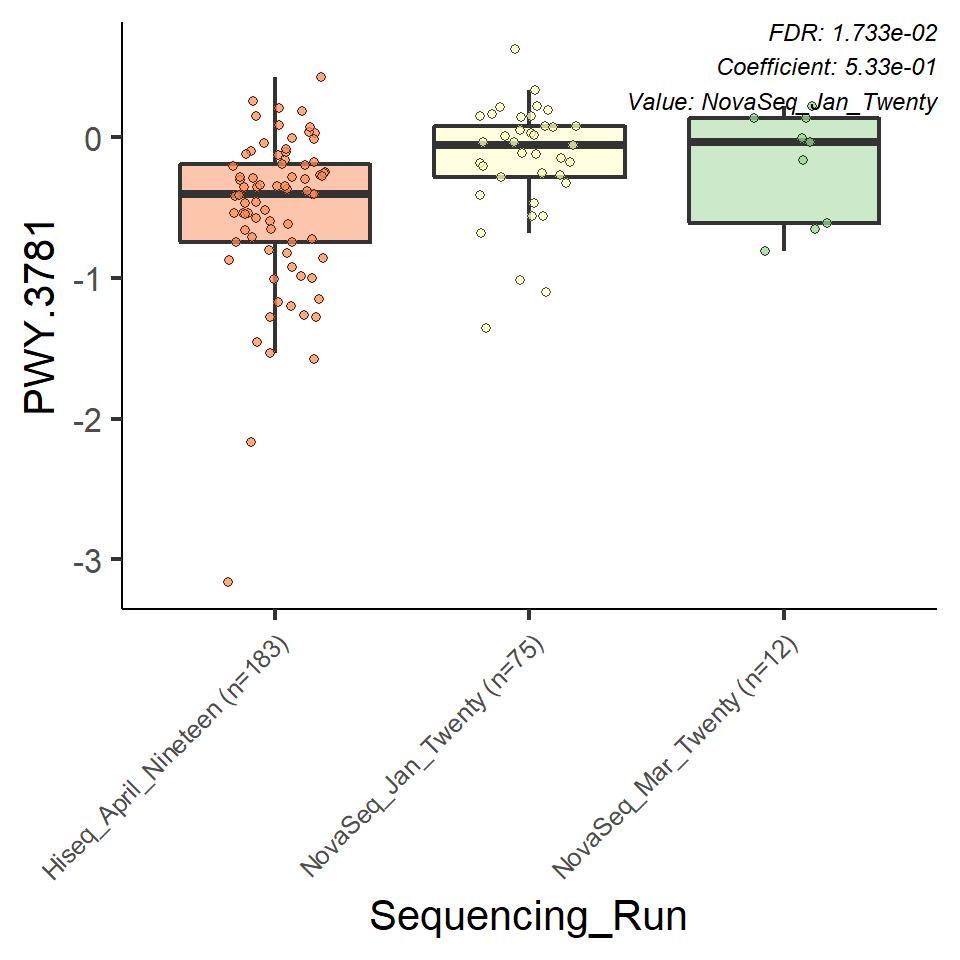 FDR: 1.733e-02
Coefficient: 5.33e-01
Value: NovaSeq_Jan_Twenty
PWY.3781
0
-1
-2
-3
Hiseq_April_Nineteen (n=183)
NovaSeq_Jan_Twenty (n=75)
NovaSeq_Mar_Twenty (n=12)
Sequencing_Run